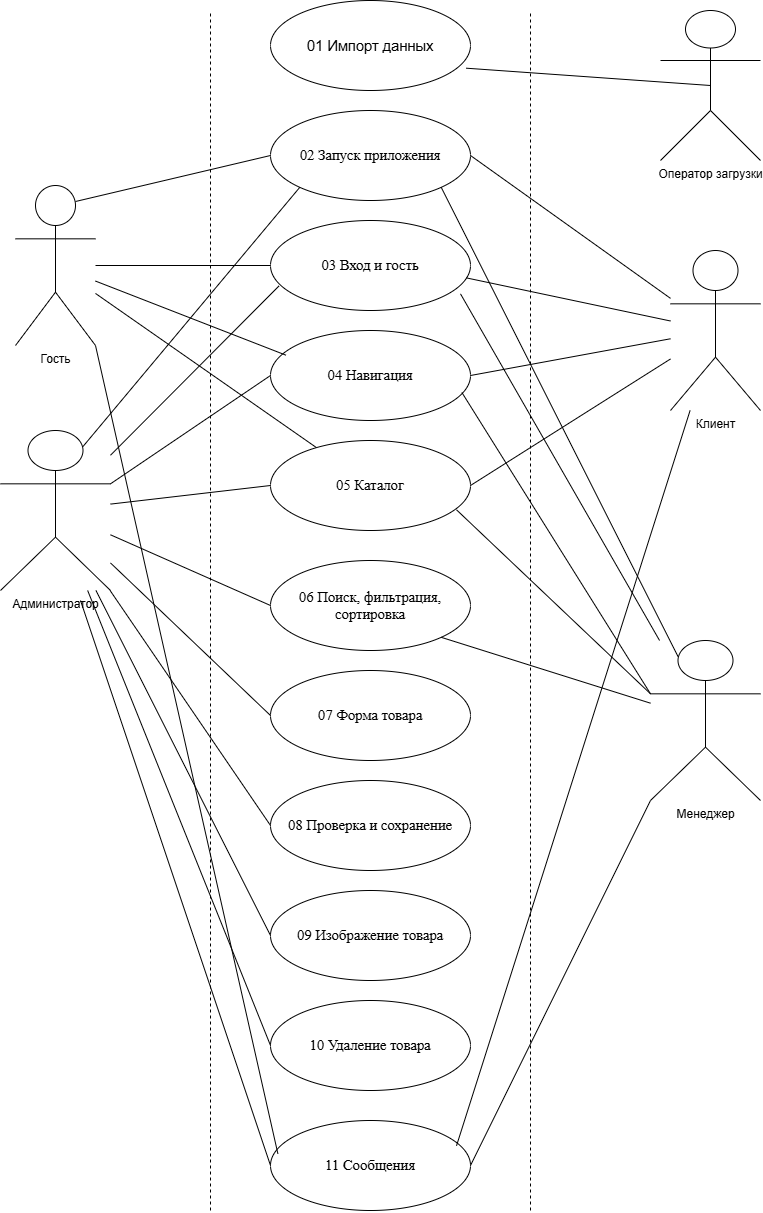 01 Импорт данных
Оператор загрузки
02 Запуск приложения
03 Вход и гость
Гость
04 Навигация
Клиент
05 Каталог
06 Поиск, фильтрация,
сортировка
Администратор
07 Форма товара
08 Проверка и сохранение
Менеджер
09 Изображение товара
10 Удаление товара
11 Сообщения